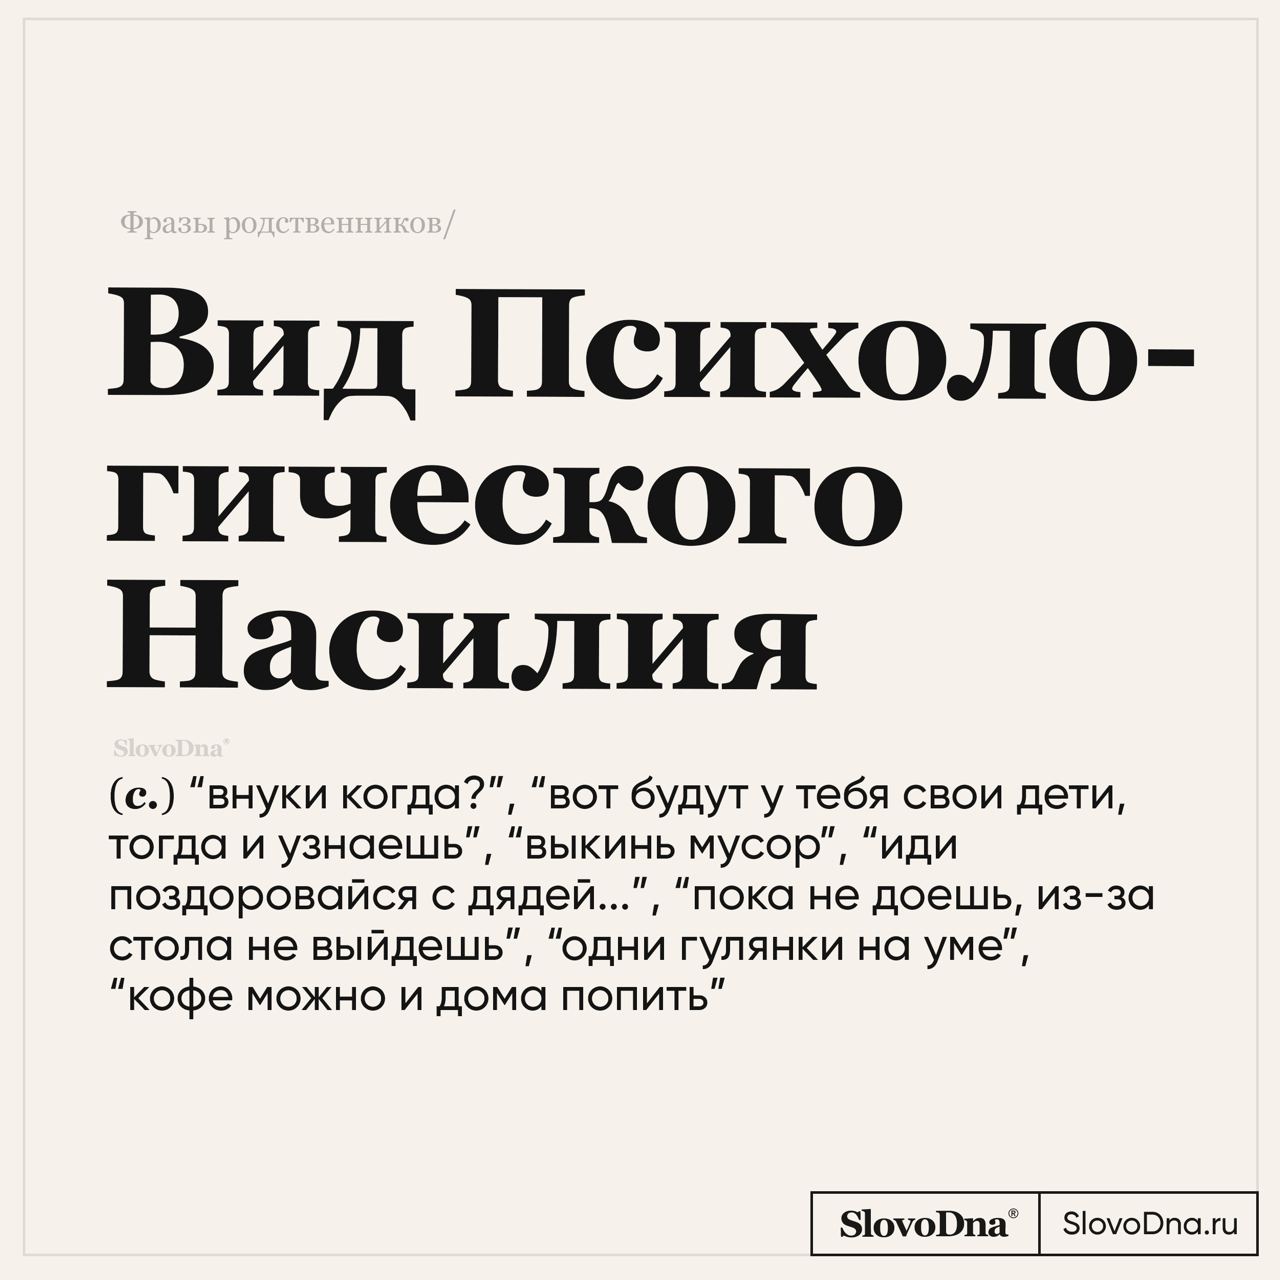 Фразы родственников/
Вид Психоло-
гического
Насилия
SlovoDna®
(с.) “внуки когда?”, “вот будут у тебя свои дети,
тогда и узнаешь”, “выкинь мусор”, “иди
поздоровайся с дядей...”, “пока не доешь, из-за
стола не выйдешь”, “одни гулянки на уме”,
“кофе можно и дома попить”
SlovoDna® SlovoDna.ru